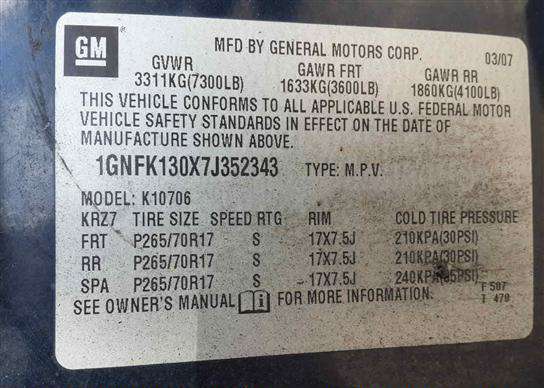 GM
MFD BY GENERAL MOTORS CORP. 03/07
GVWR GAWR FRT GAWR RR
3311KG(7300LB) 1633KG(3600LB) 1860KG(4100LB)
THIS VEHICLE CONFORMS TO ALL APPLICABLE U.S. FEDERAL MOTOR
VEHICLE SAFETY STANDARDS IN EFFECT ON THE DATE OF
MANUFACTURE SHOWN ABOVE.
1GNFK130X7J352343 TYPE: M.P.V.
MODEL: K10706
KRZ7 TIRE SIZE SPEED RTG RIM COLD TIRE PRESSURE
FRT P265/70R17 S 17X7.5J 210KPA(30PSI)
RR P265/70R17 S 17X7.5J 210KPA(30PSI)
SPA P265/70R17 S 17X7.5J 240KPA(35PSI)
SEE OWNER'S MANUAL FOR MORE INFORMATION.
F 507
T 479